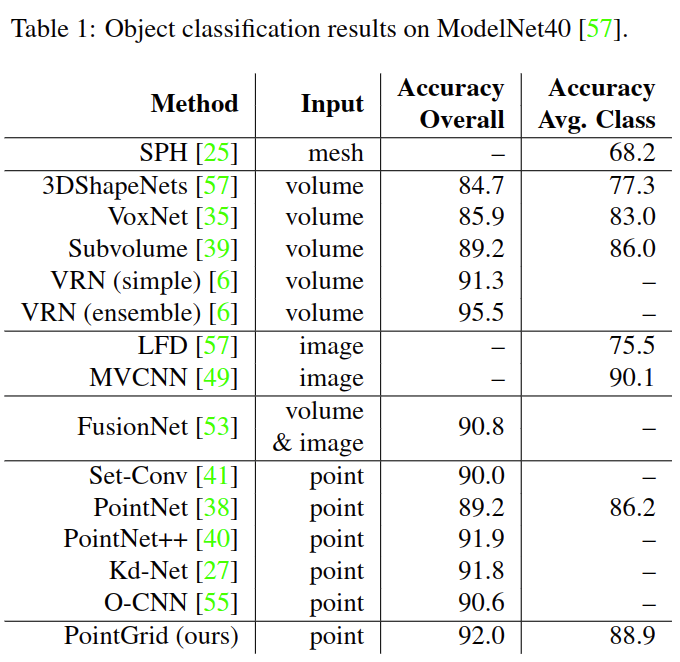 Table 1: Object classification results on ModelNet40 [57].
Method Input Accuracy Overall Accuracy Avg. Class
SPH [25] mesh – 68.2
3DShapeNets [57] volume 84.7 77.3
VoxNet [35] volume 85.9 83.0
Subvolume [39] volume 89.2 86.0
VRN (simple) [6] volume 91.3 –
VRN (ensemble) [6] volume 95.5 –
LFD [57] image – 75.5
MVCNN [49] image – 90.1
FusionNet [53] volume & image 90.8 –
Set-Conv [41] point 90.0 –
PointNet [38] point 89.2 86.2
PointNet++ [40] point 91.9 –
Kd-Net [27] point 91.8 –
O-CNN [55] point 90.6 –
PointGrid (ours) point 92.0 88.9